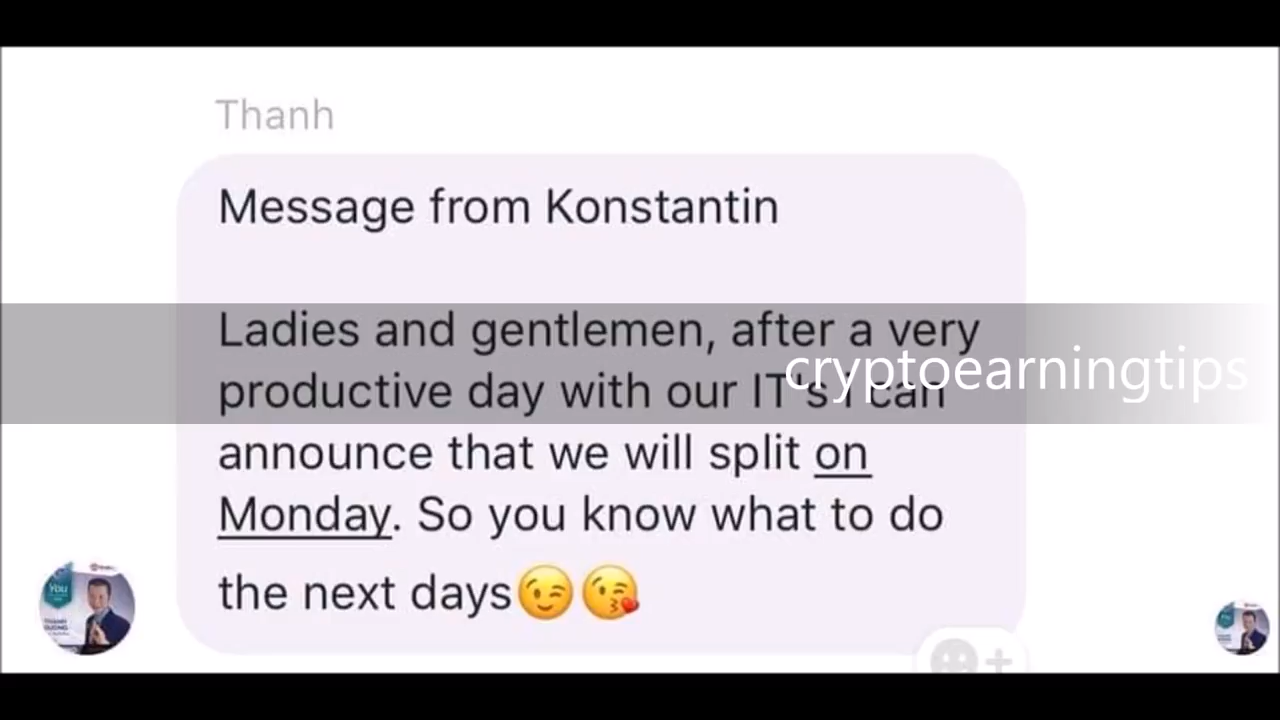 Thanh
Message from Konstantin
Ladies and gentlemen, after a very
productive day with our IT's i can
announce that we will split on
Monday. So you know what to do
the next days😉😘
cryptoearningtips
You